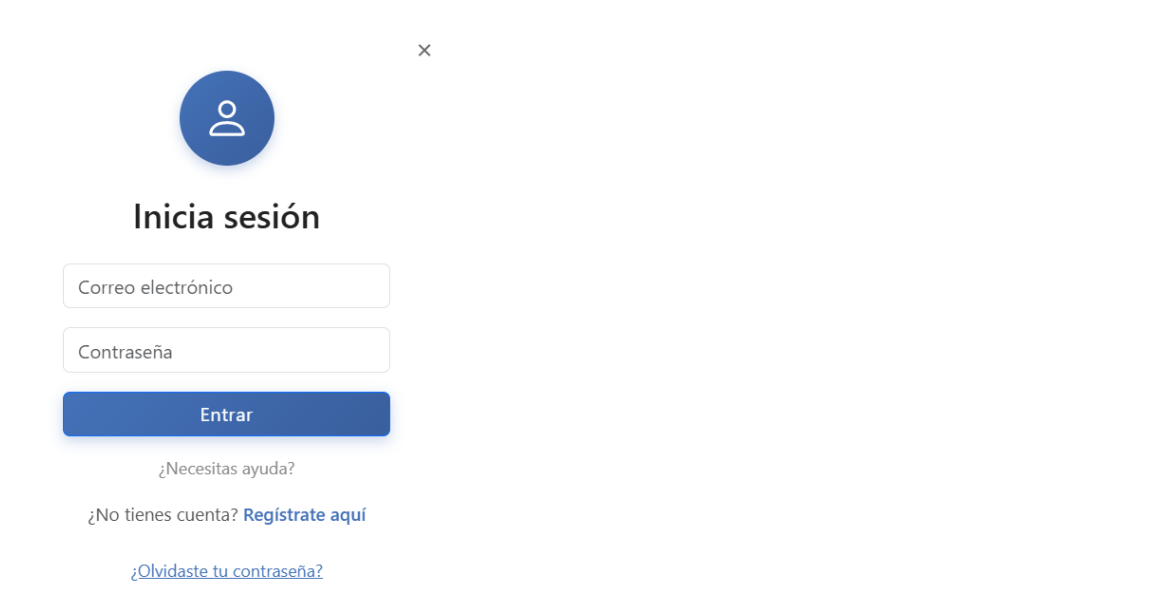 Inicia sesión
Correo electrónico
Contraseña
Entrar
¿Necesitas ayuda?
¿No tienes cuenta? Regístrate aquí
¿Olvidaste tu contraseña?